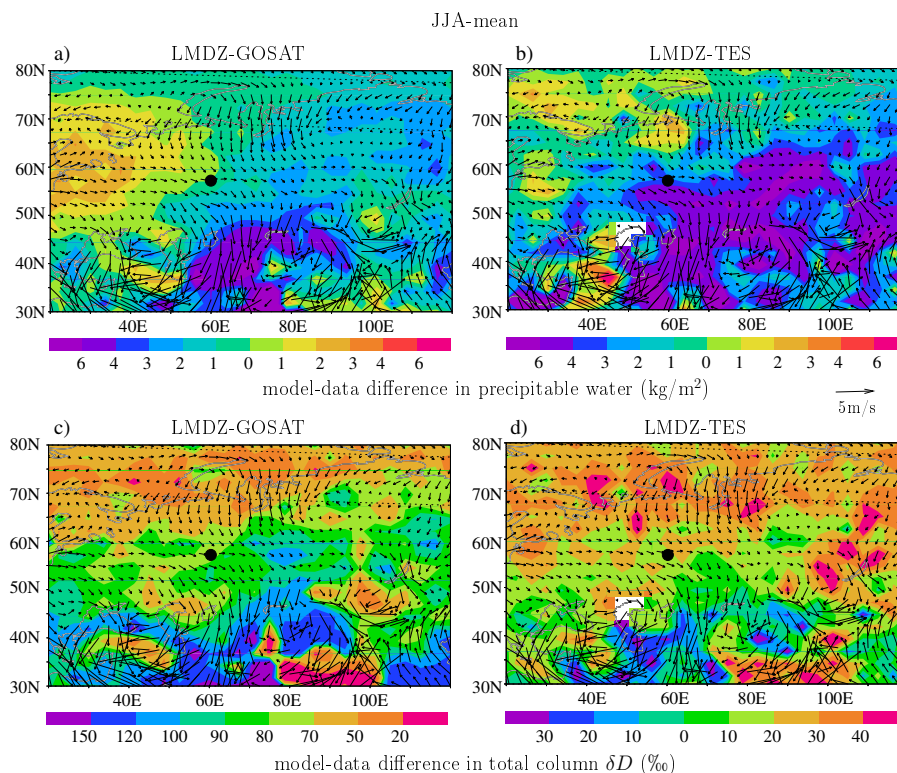 JJA-mean
a) LMDZ-GOSAT
b) LMDZ-TES
80N 80N
70N 70N
60N 60N
50N 50N
40N 40N
30N 30N
40E 60E 80E 100E 40E 60E 80E 100E
6 4 3 2 1 0 1 2 3 4 6 6 4 3 2 1 0 1 2 3 4 6
model-data difference in precipitable water (kg/m²)
5m/s
c) LMDZ-GOSAT
d) LMDZ-TES
80N 80N
70N 70N
60N 60N
50N 50N
40N 40N
30N 30N
40E 60E 80E 100E 40E 60E 80E 100E
150 120 100 90 80 70 50 20 30 20 10 0 10 20 40
model-data difference in total column δD (‰)